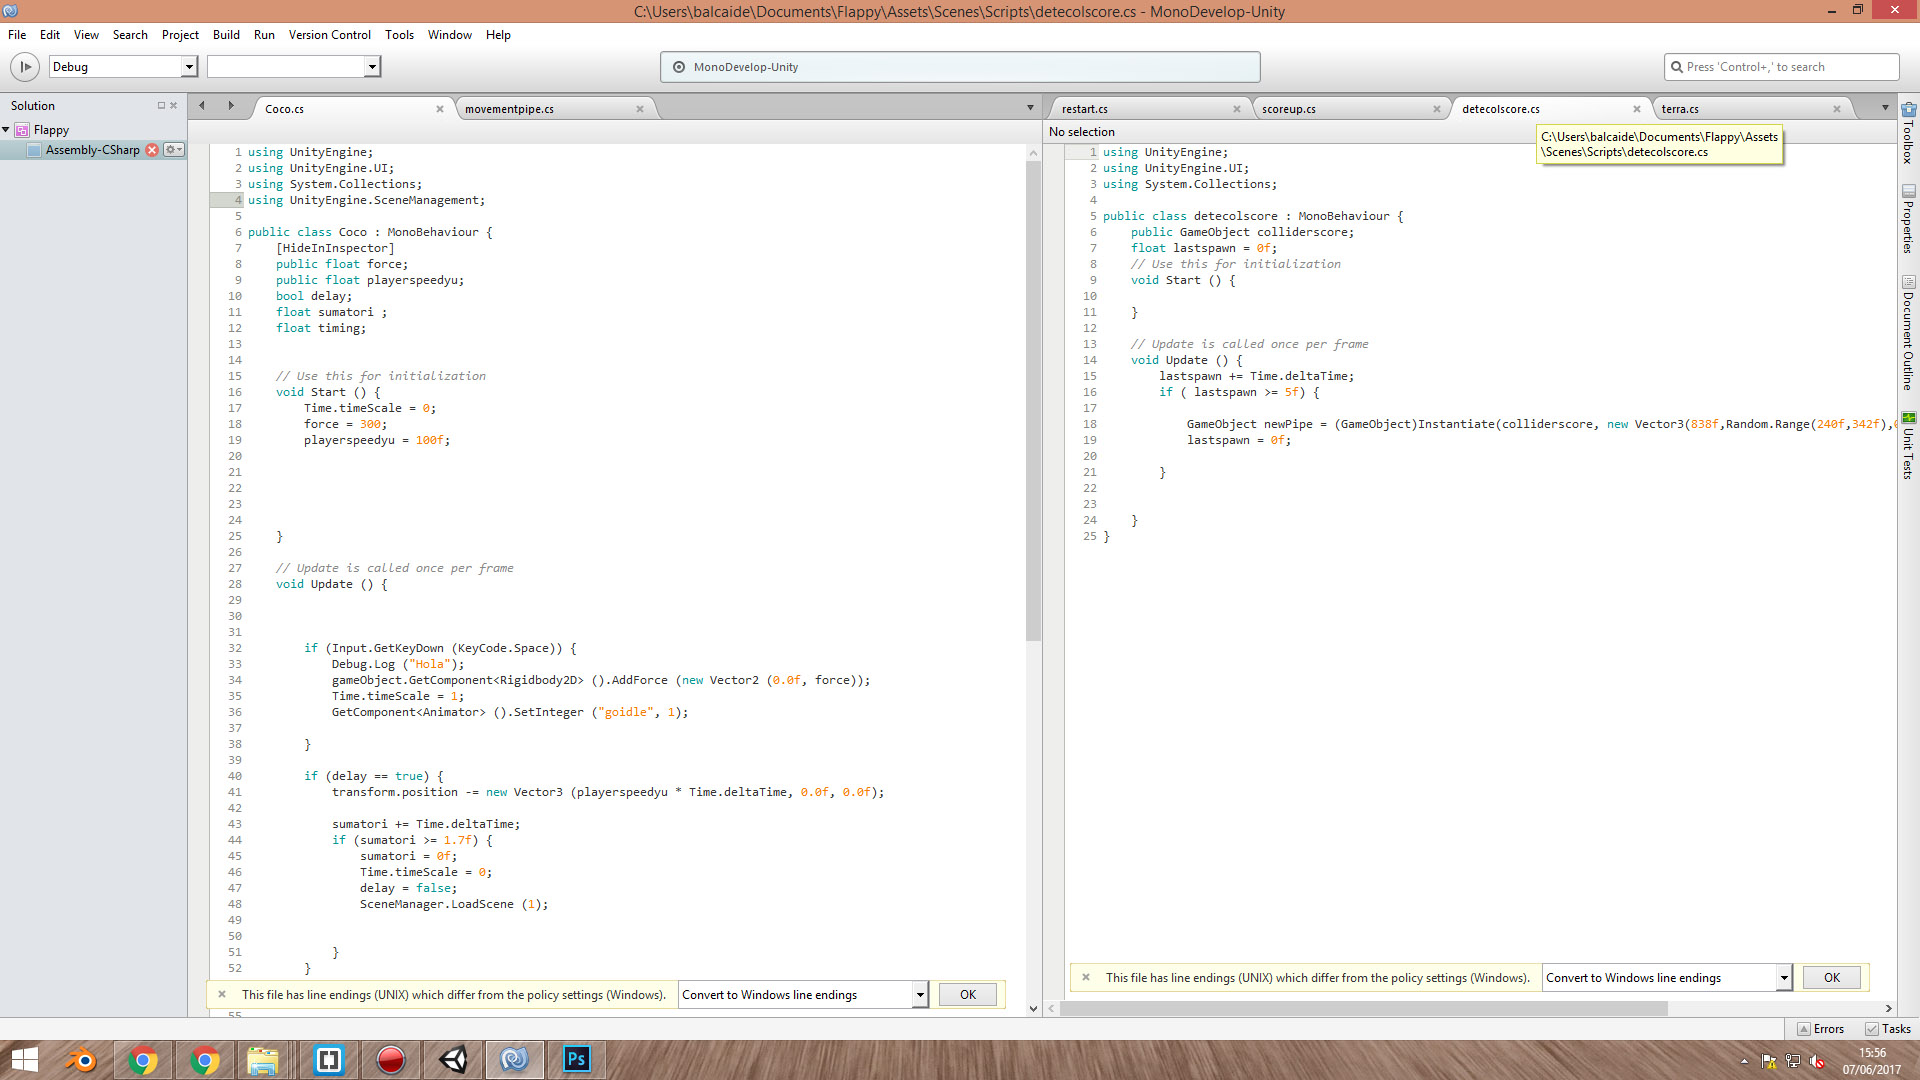 C:\Users\balcaide\Documents\Flappy\Assets\Scenes\Scripts\detecolscore.cs - MonoDevelop-Unity
File Edit View Search Project Build Run Version Control Tools Window Help
Debug
MonoDevelop-Unity
Press 'Control+,' to search
Solution
Flappy
Assembly-CSharp
Coco.cs
movementpipe.cs
1 using UnityEngine;
2 using UnityEngine.UI;
3 using System.Collections;
4 using UnityEngine.SceneManagement;
5
6 public class Coco : MonoBehaviour {
7 [HideInInspector]
8 public float force;
9 public float playerspeedyu;
10 bool delay;
11 float sumatori ;
12 float timing;
13
14
15 // Use this for initialization
16 void Start () {
17 Time.timeScale = 0;
18 force = 300;
19 playerspeedyu = 100f;
20
21
22
23
24
25 }
26
27 // Update is called once per frame
28 void Update () {
29
30
31
32 if (Input.GetKeyDown (KeyCode.Space)) {
33 Debug.Log ("Hola");
34 gameObject.GetComponent<Rigidbody2D> ().AddForce (new Vector2 (0.0f, force));
35 Time.timeScale = 1;
36 GetComponent<Animator> ().SetInteger ("goidle", 1);
37
38 }
39
40 if (delay == true) {
41 transform.position -= new Vector3 (playerspeedyu * Time.deltaTime, 0.0f, 0.0f);
42
43 sumatori += Time.deltaTime;
44 if (sumatori >= 1.7f) {
45 sumatori = 0f;
46 Time.timeScale = 0;
47 delay = false;
48 SceneManager.LoadScene (1);
49
50
51 }
52 }
This file has line endings (UNIX) which differ from the policy settings (Windows). Convert to Windows line endings OK
55
restart.cs
scoreup.cs
detecolscore.cs
terra.cs
No selection
C:\Users\balcaide\Documents\Flappy\Assets
\Scenes\Scripts\detecolscore.cs
1 using UnityEngine;
2 using UnityEngine.UI;
3 using System.Collections;
4
5 public class detecolscore : MonoBehaviour {
6 public GameObject colliderscore;
7 float lastspawn = 0f;
8 // Use this for initialization
9 void Start () {
10
11 }
12
13 // Update is called once per frame
14 void Update () {
15 lastspawn += Time.deltaTime;
16 if ( lastspawn >= 5f) {
17
18 GameObject newPipe = (GameObject)Instantiate(colliderscore, new Vector3(838f,Random.Range(240f,342f),
19 lastspawn = 0f;
20
21 }
22
23
24 }
25 }
This file has line endings (UNIX) which differ from the policy settings (Windows). Convert to Windows line endings OK
Toolbox
Properties
Document Outline
Unit Tests
Errors
Tasks
Ps
15:56
07/06/2017